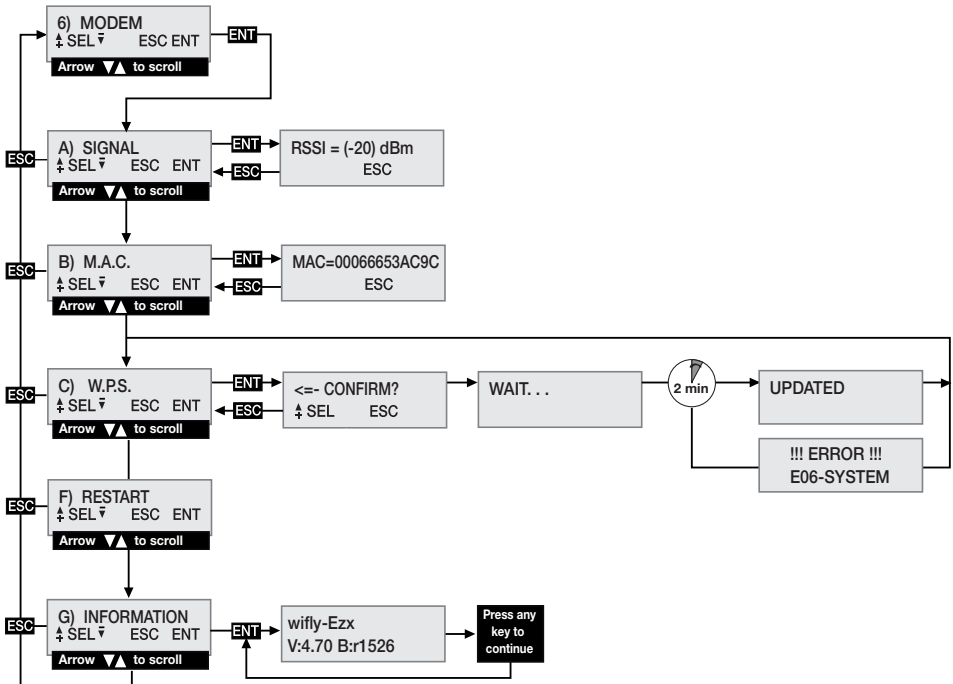 6) MODEM
SEL ESC ENT
Arrow ▼▲ to scroll
ENT
A) SIGNAL
SEL ESC ENT
Arrow ▼▲ to scroll
ESC
ENT
ESC
RSSI = (-20) dBm
ESC
B) M.A.C.
SEL ESC ENT
Arrow ▼▲ to scroll
ESC
ENT
ESC
MAC=00066653AC9C
ESC
C) W.P.S.
SEL ESC ENT
Arrow ▼▲ to scroll
ESC
ENT
ESC
<=- CONFIRM?
SEL ESC
WAIT. . .
2 min
UPDATED
!!! ERROR !!!
E06-SYSTEM
F) RESTART
SEL ESC ENT
Arrow ▼▲ to scroll
ESC
G) INFORMATION
SEL ESC ENT
Arrow ▼▲ to scroll
ESC
ENT
wifly-Ezx
V:4.70 B:r1526
Press any
key to
continue